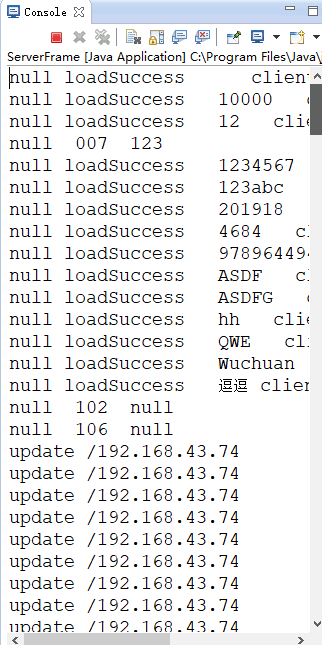 Console
ServerFrame [Java Application] C:\Program Files\Java\
null loadSuccess client
null loadSuccess 10000
null loadSuccess 12 clie
null 007 123
null loadSuccess 1234567
null loadSuccess 123abc
null loadSuccess 201918
null loadSuccess 4684 cl
null loadSuccess 978964494
null loadSuccess ASDF cl
null loadSuccess ASDFG
null loadSuccess hh clie
null loadSuccess QWE cli
null loadSuccess Wuchuan
null loadSuccess 逗逗 clien
null 102 null
null 106 null
update /192.168.43.74
update /192.168.43.74
update /192.168.43.74
update /192.168.43.74
update /192.168.43.74
update /192.168.43.74
update /192.168.43.74
update /192.168.43.74
update /192.168.43.74